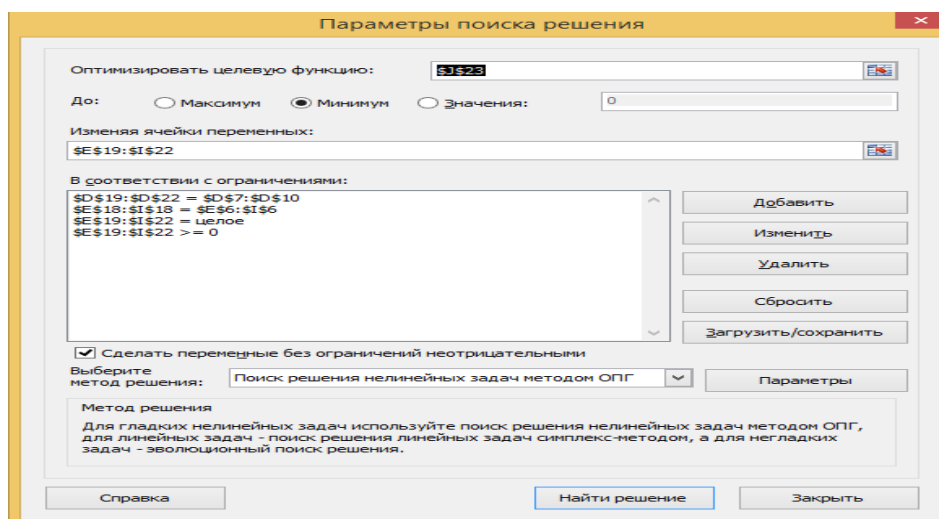 Параметры поиска решения
Оптимизировать целевую функцию: $J$23
До: Максимум Минимум Значения: 0
Изменяя ячейки переменных:
$E$19:$I$22
В соответствии с ограничениями:
$D$19:$D$22 = $D$7:$D$10
$E$18:$I$18 = $E$6:$I$6
$E$19:$I$22 = целое
$E$19:$I$22 >= 0
Добавить
Изменить
Удалить
Сбросить
Загрузить/сохранить
Сделать переменные без ограничений неотрицательными
Выберите
метод решения: Поиск решения нелинейных задач методом ОПГ Параметры
Метод решения
Для гладких нелинейных задач используйте поиск решения нелинейных задач методом ОПГ,
для линейных задач - поиск решения линейных задач симплекс-методом, а для негладких
задач - эволюционный поиск решения.
Справка Найти решение Закрыть